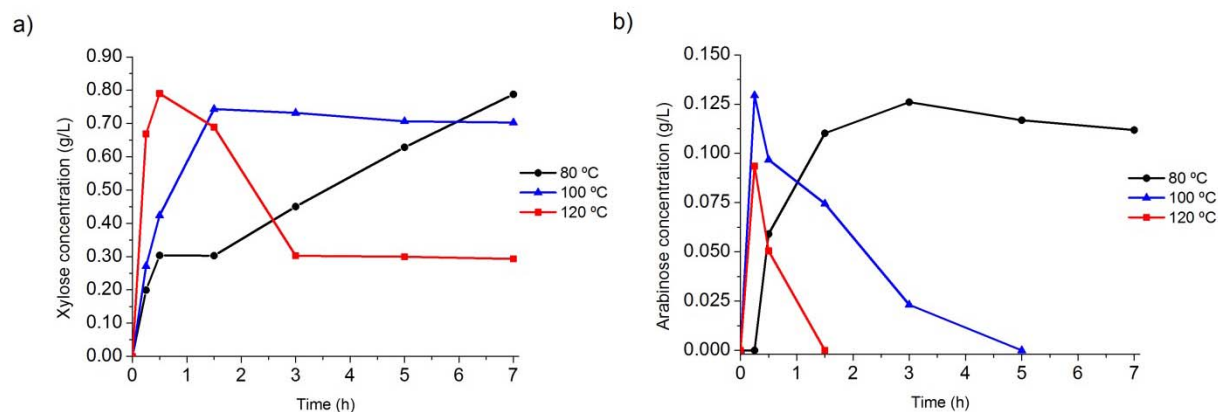 a)
Xylose concentration (g/L)
0.90
0.80
0.70
0.60
0.50
0.40
0.30
0.20
0.10
0.00
0 1 2 3 4 5 6 7
Time (h)
80 ºC
100 ºC
120 ºC
b)
Arabinose concentration (g/L)
0.150
0.125
0.100
0.075
0.050
0.025
0.000
0 1 2 3 4 5 6 7
Time (h)
80 ºC
100 ºC
120 ºC